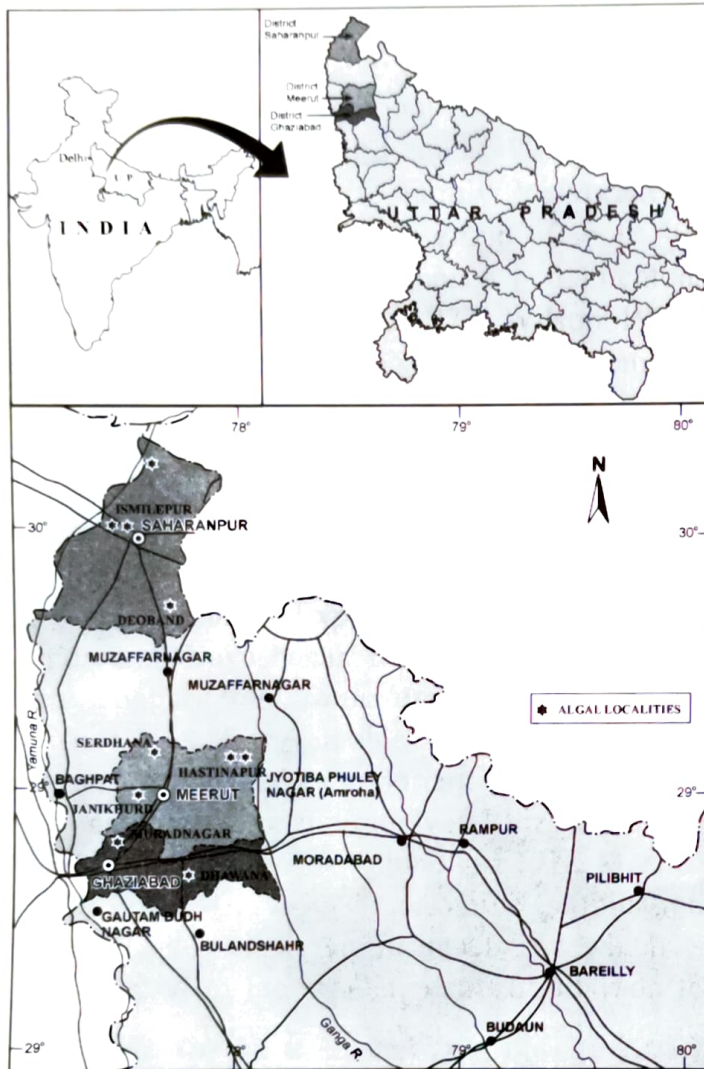 District
Saharanpur
District
Meerut
District
Ghaziabad
Delhi
U P
INDIA
UTTAR PRADESH
78°
79°
80°
N
30°
30°
ISMILEPUR
SAHARANPUR
DEOBAND
MUZAFFARNAGAR
MUZAFFARNAGAR
ALGAL LOCALITIES
Yamuna R.
SERDHANA
HASTINAPUR
BAGHPAT
MEERUT
JYOTIBA PHULEY
NAGAR (Amroha)
29°
29°
JANIKHURD
MURADNAGAR
MORADABAD
RAMPUR
GHAZIABAD
DHAWANA
PILIBHIT
GAUTAM BUDH
NAGAR
BULANDSHAHR
BAREILLY
Ganga R.
BUDAUN
29°
78°
79°
80°